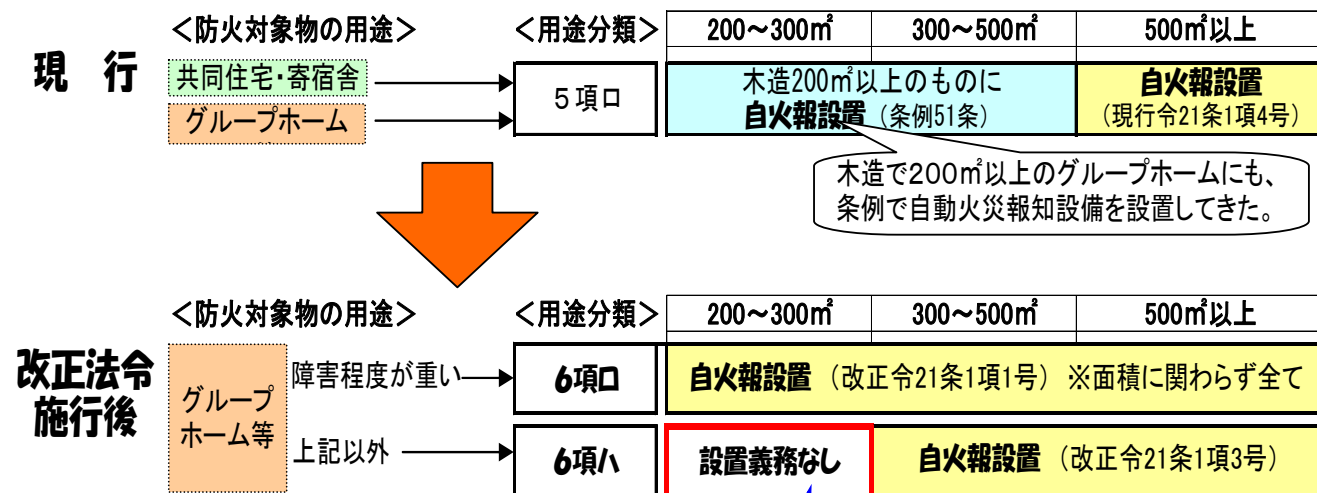 ＜防火対象物の用途＞ ＜用途分類＞ 200～300㎡ 300～500㎡ 500㎡以上
現 行
共同住宅・寄宿舎
グループホーム
５項ロ
木造200㎡以上のものに
自火報設置（条例51条）
自火報設置
（現行令21条1項4号）
木造で２００㎡以上のグループホームにも、
条例で自動火災報知設備を設置してきた。
＜防火対象物の用途＞ ＜用途分類＞ 200～300㎡ 300～500㎡ 500㎡以上
改正法令
施行後
グループ
ホーム等
障害程度が重い
6項ロ
自火報設置 （改正令21条1項1号） ※面積に関わらず全て
上記以外
6項ハ
設置義務なし
自火報設置 （改正令21条1項3号）